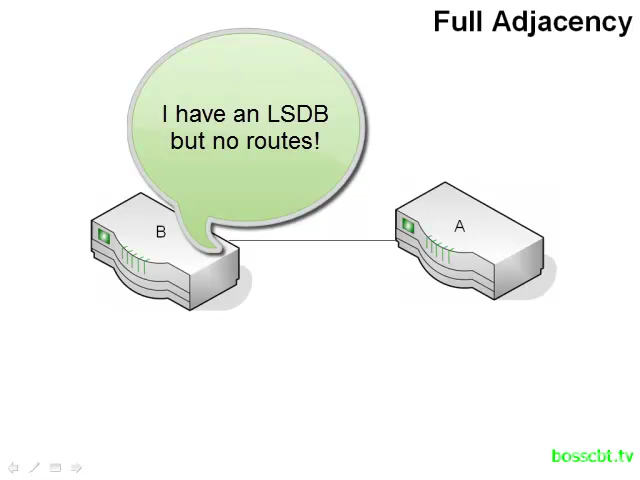 Full Adjacency
I have an LSDB
but no routes!
B
A
bosscbt.tv